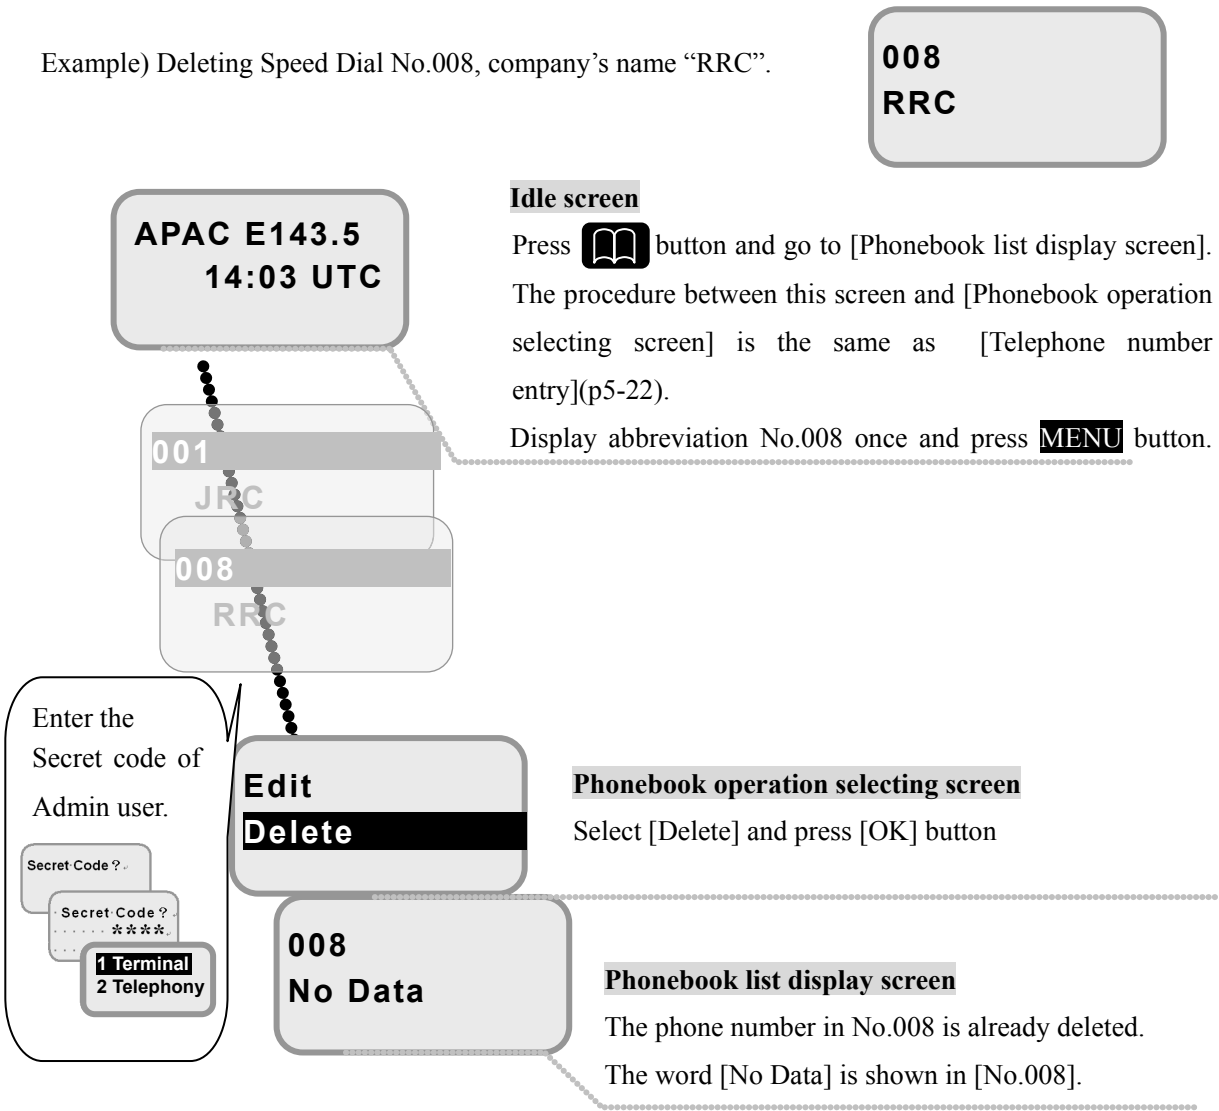 Example) Deleting Speed Dial No.008, company’s name “RRC”.
008
RRC
APAC E143.5
14:03 UTC
Idle screen
Press button and go to [Phonebook list display screen].
The procedure between this screen and [Phonebook operation
selecting screen] is the same as [Telephone number
entry](p5-22).
Display abbreviation No.008 once and press MENU button.
001
JRC
008
RRC
Enter the
Secret code of
Admin user.
Secret Code ?
Secret Code ?
****
1 Terminal
2 Telephony
Edit
Delete
Phonebook operation selecting screen
Select [Delete] and press [OK] button
008
No Data
Phonebook list display screen
The phone number in No.008 is already deleted.
The word [No Data] is shown in [No.008].